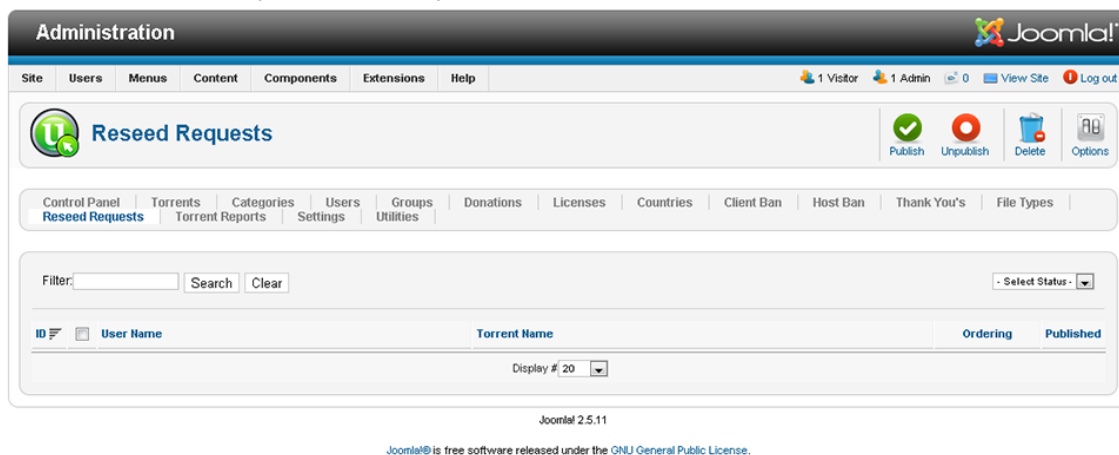 Administration Joomla!
Site Users Menus Content Components Extensions Help 1 Visitor 1 Admin 0 View Site Log out
Reseed Requests Publish Unpublish Delete Options
Control Panel Torrents Categories Users Groups Donations Licenses Countries Client Ban Host Ban Thank You's File Types
Reseed Requests Torrent Reports Settings Utilities
Filter: Search Clear - Select Status -
ID User Name Torrent Name Ordering Published
Display # 20
Joomla! 2.5.11
Joomla!® is free software released under the GNU General Public License.